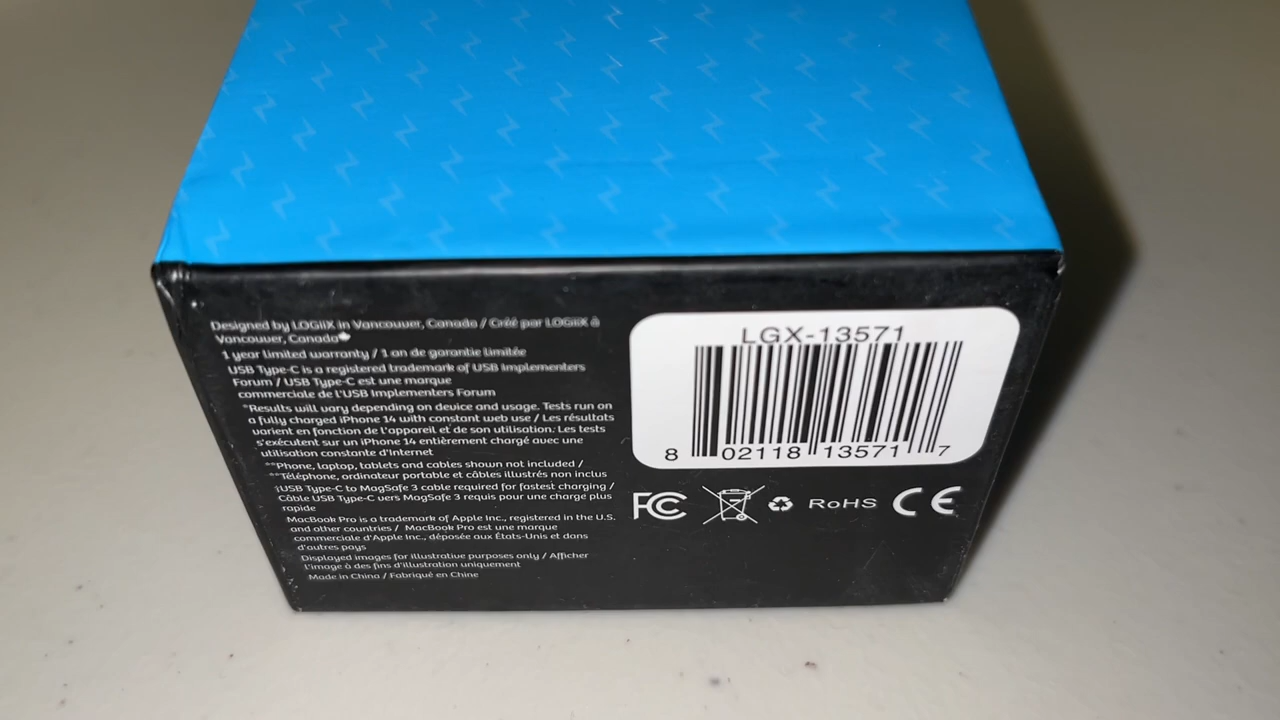 Designed by LOGiiX in Vancouver, Canada / Créé par LOGiiX à
Vancouver, Canada
1 year limited warranty / 1 an de garantie limitée
USB Type-C is a registered trademark of USB Implementers
Forum / USB Type-C est une marque
commerciale de l'USB Implementers Forum
*Results will vary depending on device and usage. Tests run on
a fully charged iPhone 14 with constant web use / Les résultats
varient en fonction de l'appareil et de son utilisation. Les tests
s'exécutent sur un iPhone 14 entièrement chargé avec une
utilisation constante d'Internet
**Phone, laptop, tablets and cables shown not included /
**Téléphone, ordinateur portable et câbles illustrés non inclus
‡USB Type-C to MagSafe 3 cable required for fastest charging /
Câble USB Type-C vers MagSafe 3 requis pour une charge plus
rapide
MacBook Pro is a trademark of Apple Inc., registered in the U.S.
and other countries / MacBook Pro est une marque
commerciale d'Apple Inc., déposée aux États-Unis et dans
d'autres pays
Displayed images for illustrative purposes only / Afficher
l'image à des fins d'illustration uniquement
Made in China / Fabriqué en Chine
LGX-13571
8 02118 13571 7
FC RoHS CE